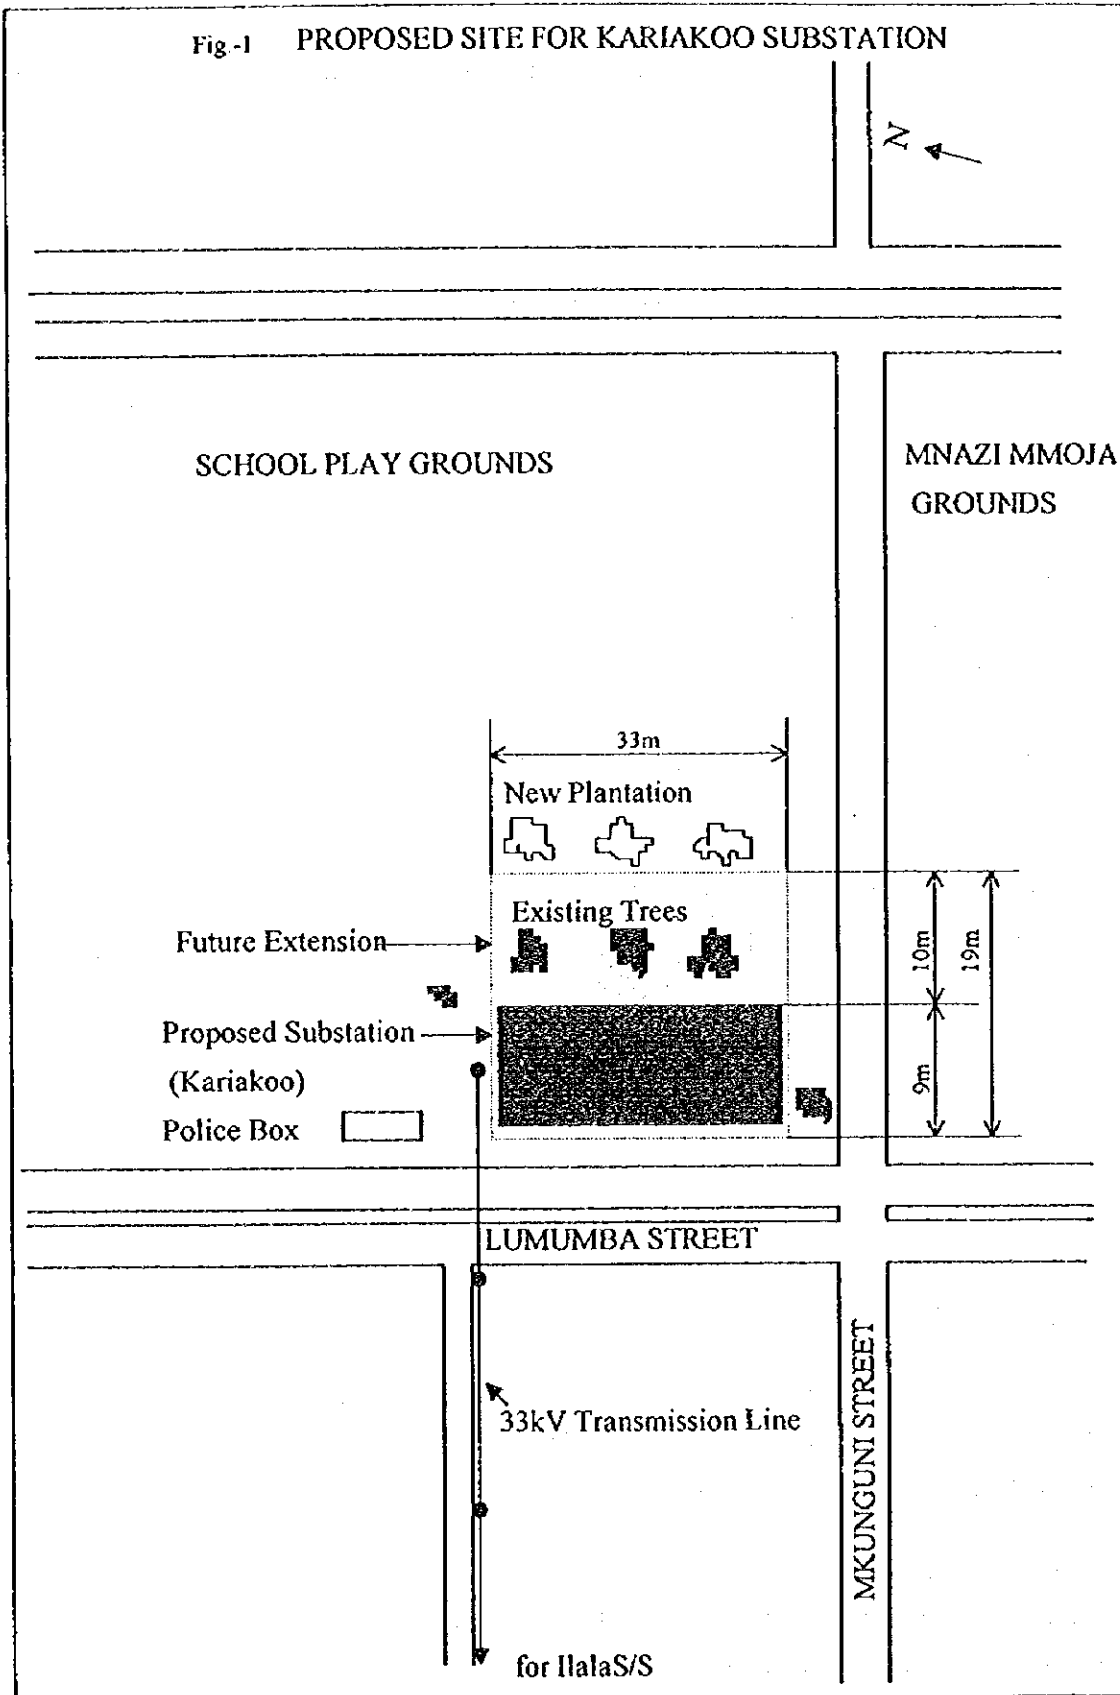 Fig.-1 PROPOSED SITE FOR KARIAKOO SUBSTATION
N
SCHOOL PLAY GROUNDS
MNAZI MMOJA
GROUNDS
33m
New Plantation
Existing Trees
Future Extension
10m
19m
Proposed Substation
(Kariakoo)
9m
Police Box
LUMUMBA STREET
33kV Transmission Line
MKUNGUNI STREET
for IlalaS/S